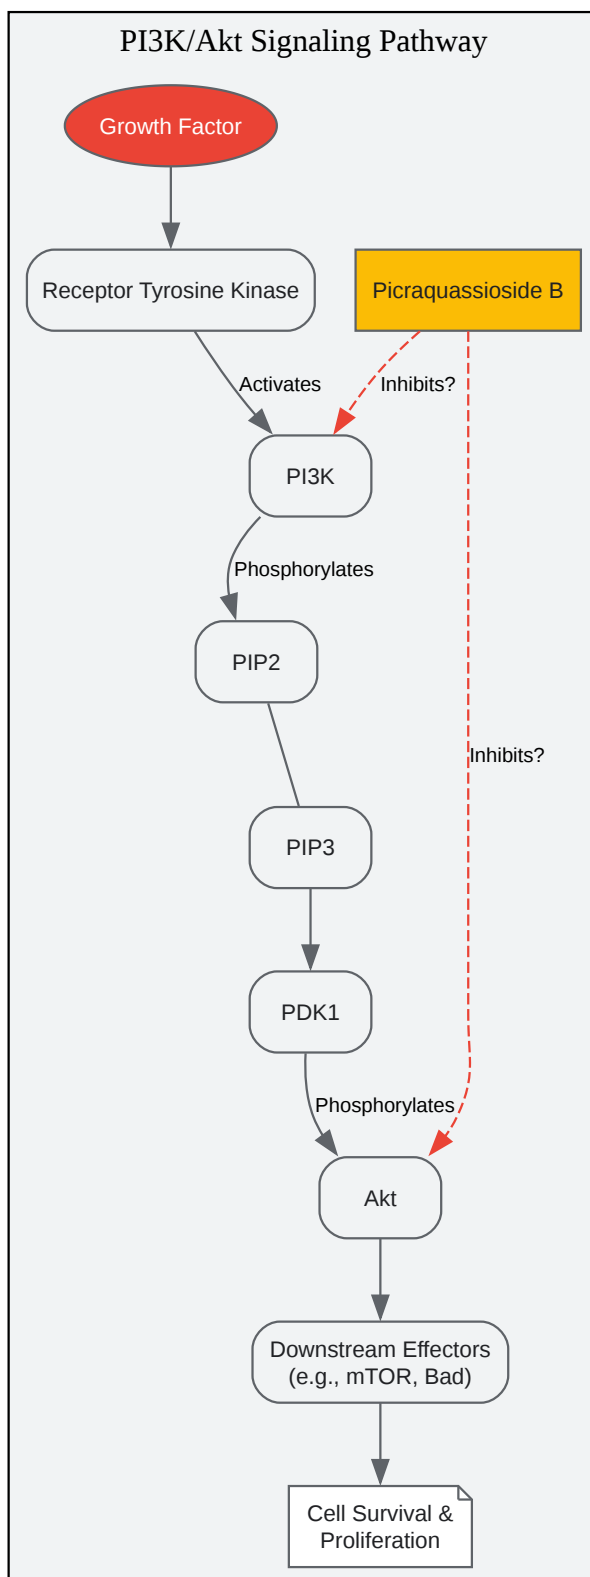 PI3K/Akt Signaling Pathway
Growth Factor
Receptor Tyrosine Kinase
Picraquassioside B
Activates
Inhibits?
PI3K
Phosphorylates
PIP2
Inhibits?
PIP3
PDK1
Phosphorylates
Akt
Downstream Effectors
(e.g., mTOR, Bad)
Cell Survival &
Proliferation